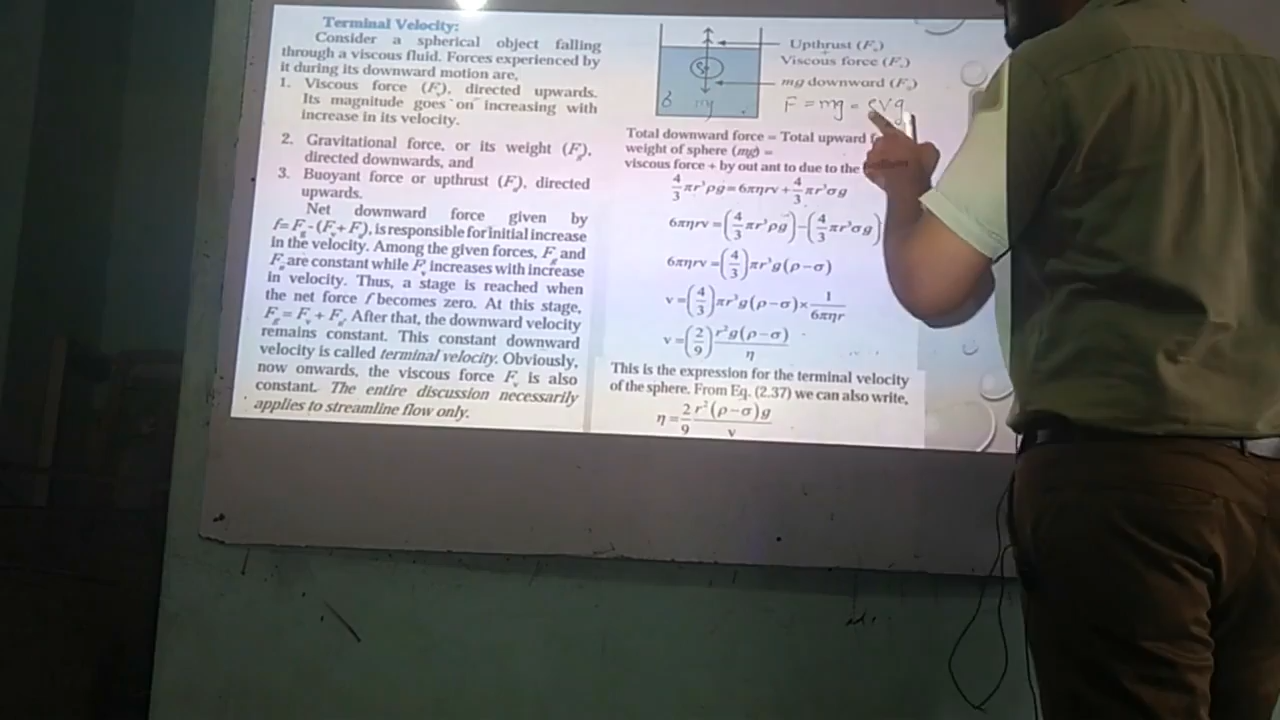 Terminal Velocity:
Consider a spherical object falling
through a viscous fluid. Forces experienced by
it during its downward motion are,
1. Viscous force (Fv), directed upwards.
Its magnitude goes on increasing with
increase in its velocity.
2. Gravitational force, or its weight (Fg),
directed downwards, and
3. Buoyant force or upthrust (Fu), directed
upwards.
Net downward force given by
f=Fg-(Fv+Fu), is responsible for initial increase
in the velocity. Among the given forces, Fg and
Fu are constant while Fv increases with increase
in velocity. Thus, a stage is reached when
the net force f becomes zero. At this stage,
Fg = Fv + Fu. After that, the downward velocity
remains constant. This constant downward
velocity is called terminal velocity. Obviously,
now onwards, the viscous force Fv is also
constant. The entire discussion necessarily
applies to streamline flow only.
Upthrust (Fu)
Viscous force (Fv)
mg downward (Fg)
mg
F = mg = ρVg
Total downward force = Total upward
weight of sphere (mg) =
viscous force + by out ant to due to the
4/3 πr³ρg = 6πηrv + 4/3 πr³σg
6πηrv = (4/3 πr³ρg) − (4/3 πr³σg)
6πηrv = (4/3) πr³g(ρ−σ)
v = (4/3) πr³g(ρ−σ) × 1/6πηr
v = (2/9) r²g(ρ−σ)/η
This is the expression for the terminal velocity
of the sphere. From Eq. (2.37) we can also write,
η = 2/9 r²(ρ−σ)g/v